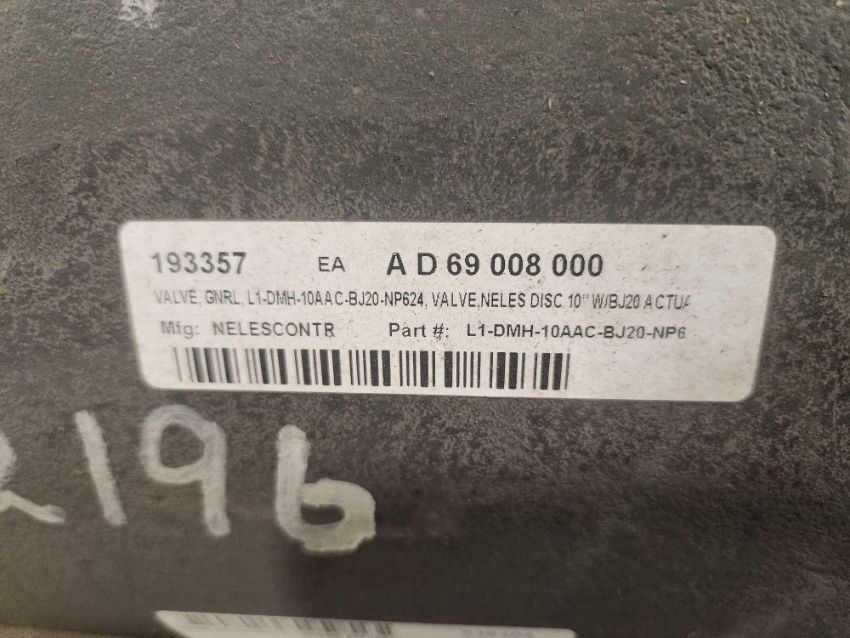 193357 EA A D 69 008 000
VALVE, GNRL, L1-DMH-10AAC-BJ20-NP624, VALVE,NELES DISC 10" W/BJ20 ACTUA
Mfg: NELESCONTR Part #: L1-DMH-10AAC-BJ20-NP6
2196